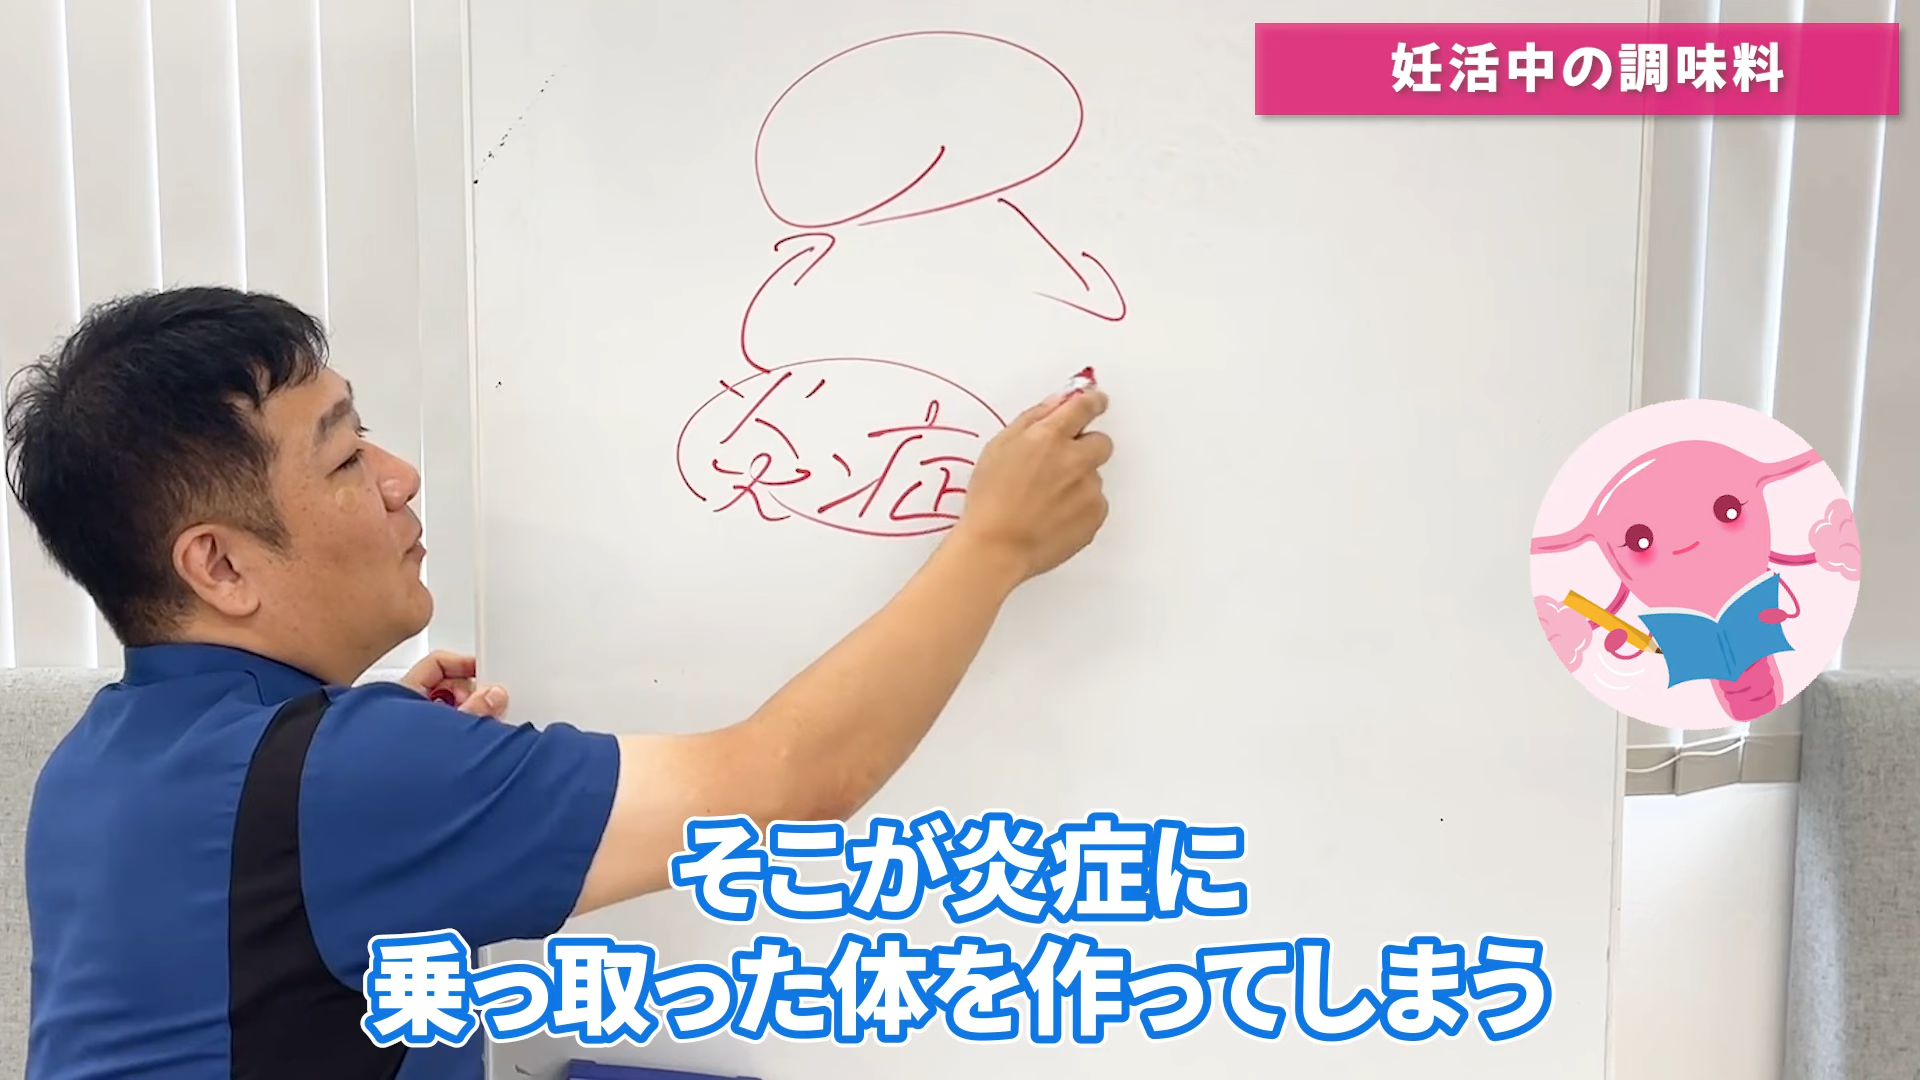 妊活中の調味料
炎症
そこが炎症に
乗っ取った体を作ってしまう